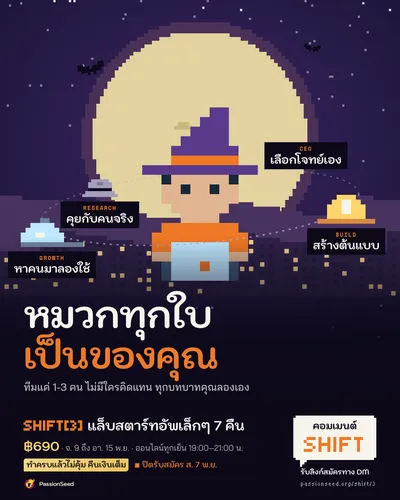 CEO
เลือกโจทย์เอง
RESEARCH
คุยกับคนจริง
BUILD
สร้างต้นแบบ
GROWTH
หาคนมาลองใช้
หมวกทุกใบ
เป็นของคุณ
ทีมแค่ 1-3 คน ไม่มีใครคิดแทน ทุกบทบาทคุณลองเอง
SHIFT[3] แล็บสตาร์ทอัพเล็กๆ 7 คืน
฿690 · จ. 9 ถึง อา. 15 พ.ย. · ออนไลน์ทุกเย็น 19:00–21:00 น.
ทำครบแล้วไม่คุ้ม คืนเงินเต็ม ปิดรับสมัคร ส. 7 พ.ย.
คอมเมนต์
SHIFT
รับลิงก์สมัครทาง DM
passionseed.org/shift/3
PassionSeed